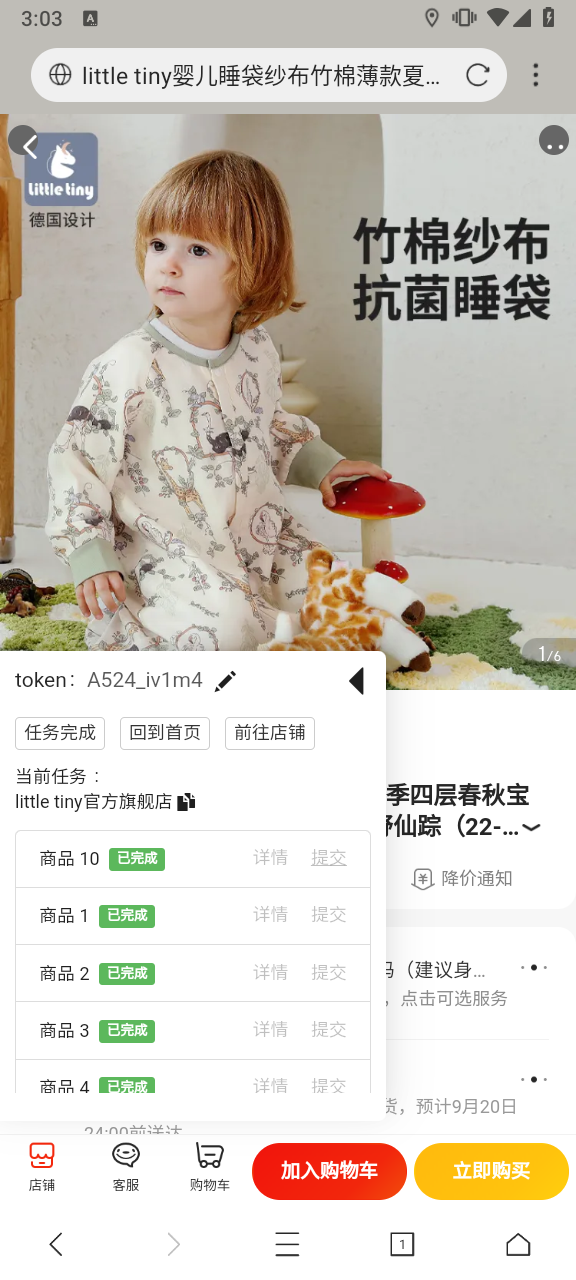 3:03
A
little tiny婴儿睡袋纱布竹棉薄款夏...
little tiny
德国设计
竹棉纱布
抗菌睡袋
1/6
token： A524_iv1m4
任务完成 回到首页 前往店铺
当前任务 ：
little tiny官方旗舰店
季四层春秋宝
仙踪（22-...
降价通知
商品 10 已完成 详情 提交
商品 1 已完成 详情 提交
商品 2 已完成 详情 提交
商品 3 已完成 详情 提交
商品 4 已完成 详情 提交
（建议身...
，点击可选服务
货，预计9月20日
24:00前送达
店铺 客服 购物车 加入购物车 立即购买
1